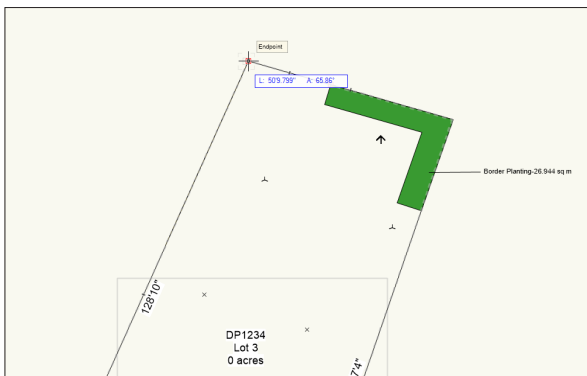 Endpoint
L: 50'9.799" A: 65.86°
Border Planting-26.944 sq m
128'10"
DP1234
Lot 3
0 acres
7'4"